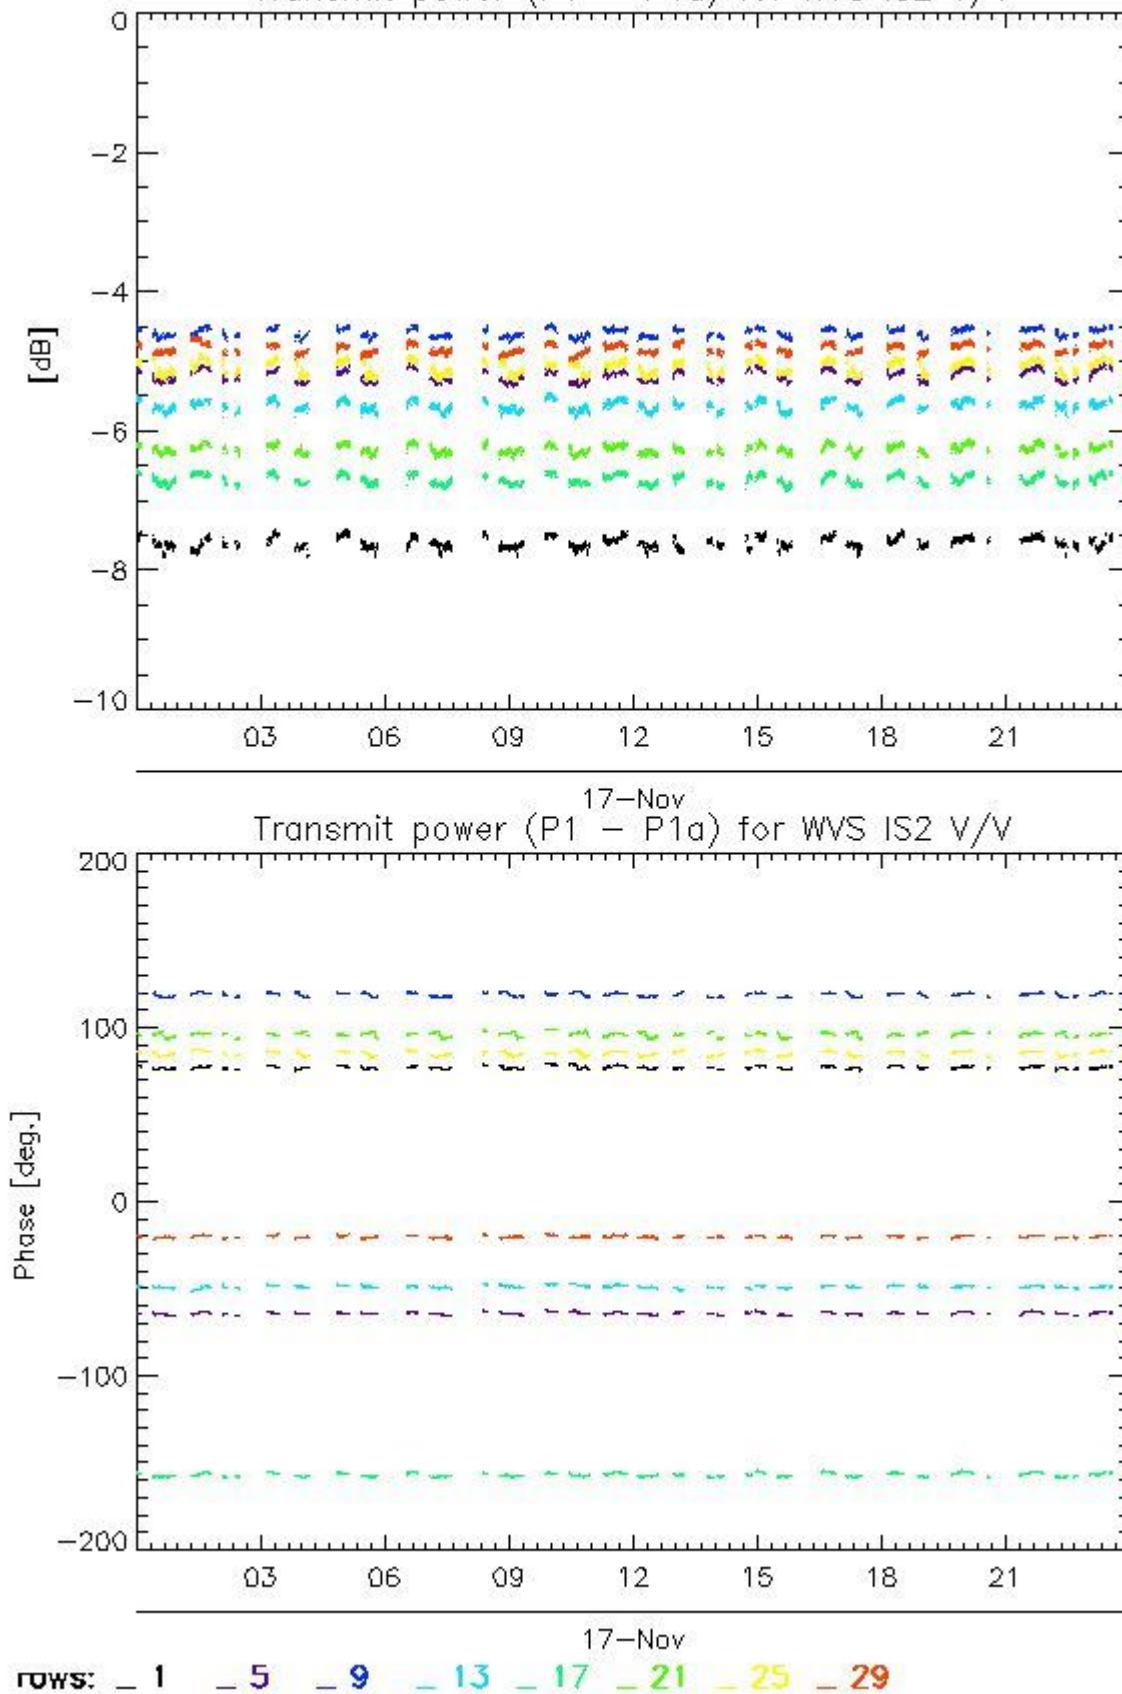 0
−2
−4
−6
−8
−10
[dB]
03 06 09 12 15 18 21
17−Nov
Transmit power (P1 − P1a) for WVS IS2 V/V
200
100
0
−100
−200
Phase [deg.]
03 06 09 12 15 18 21
17−Nov
rows: _ 1 _ 5 _ 9 _ 13 _ 17 _ 21 _ 25 _ 29